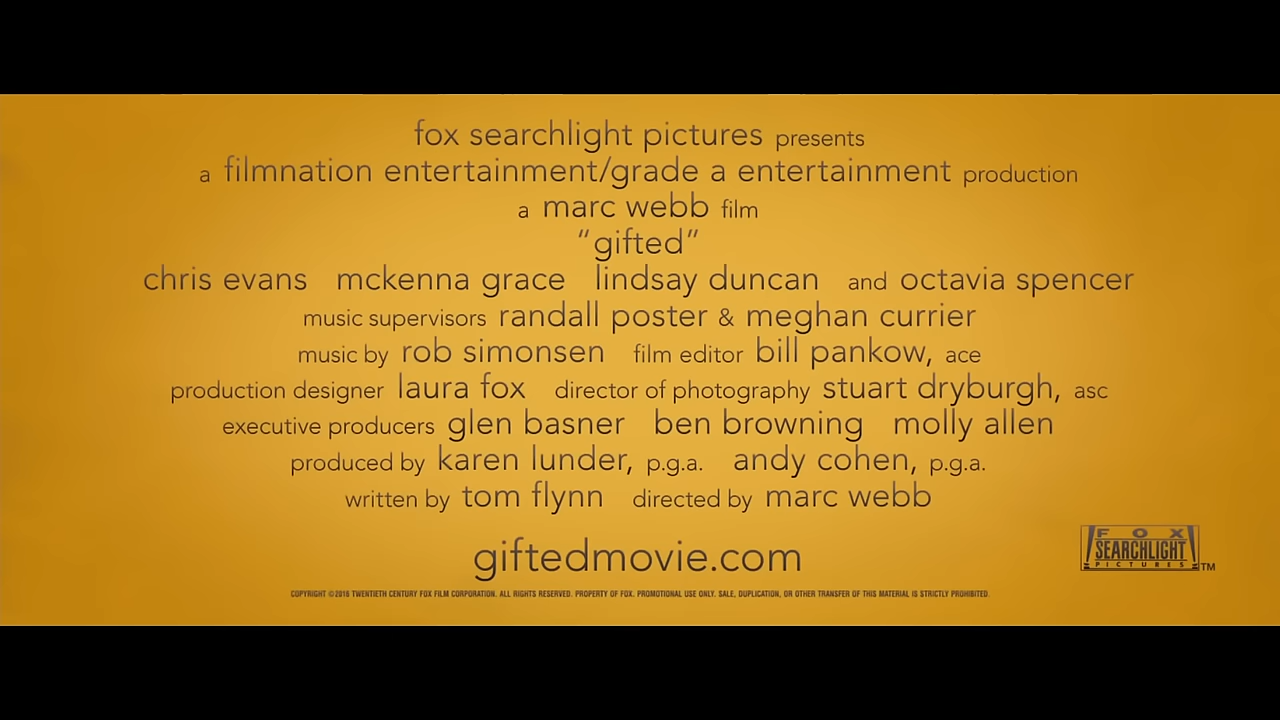 fox searchlight pictures presents
a filmnation entertainment/grade a entertainment production
a marc webb film
“gifted”
chris evans mckenna grace lindsay duncan and octavia spencer
music supervisors randall poster & meghan currier
music by rob simonsen film editor bill pankow, ace
production designer laura fox director of photography stuart dryburgh, asc
executive producers glen basner ben browning molly allen
produced by karen lunder, p.g.a. andy cohen, p.g.a.
written by tom flynn directed by marc webb
giftedmovie.com
FOX
SEARCHLIGHT
PICTURES TM
COPYRIGHT ©2016 TWENTIETH CENTURY FOX FILM CORPORATION. ALL RIGHTS RESERVED. PROPERTY OF FOX. PROMOTIONAL USE ONLY. SALE, DUPLICATION, OR OTHER TRANSFER OF THIS MATERIAL IS STRICTLY PROHIBITED.